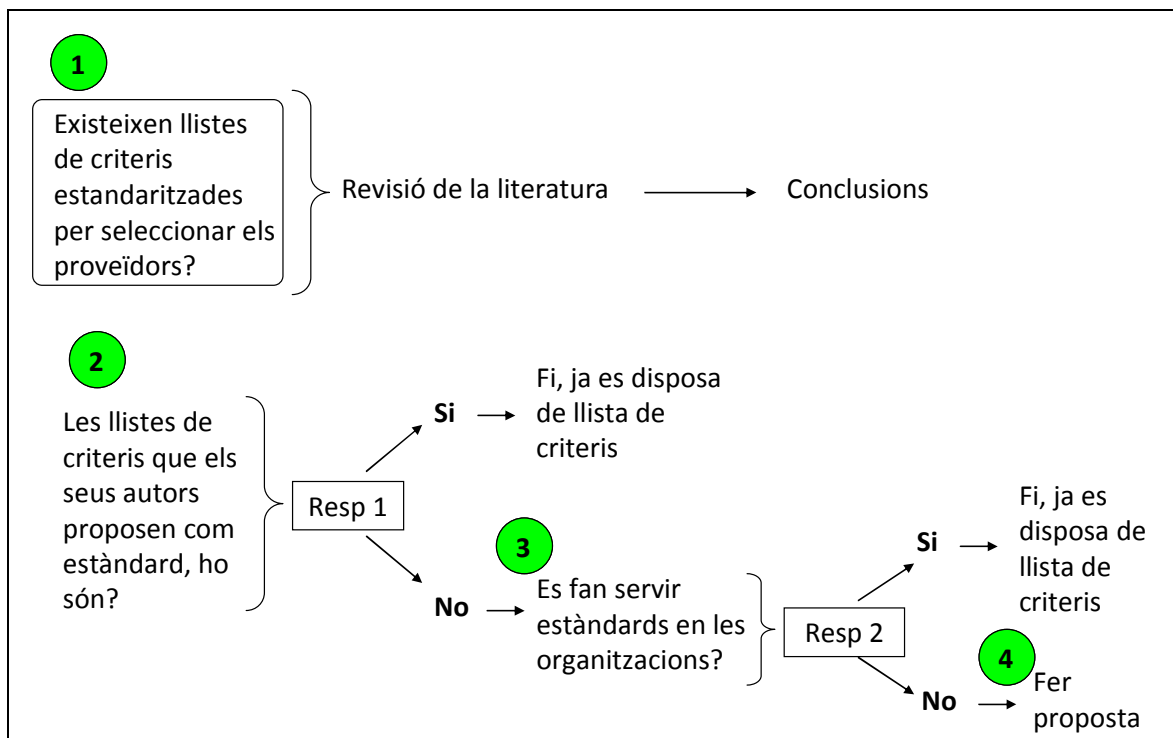 1
Existeixen llistes
de criteris
estandaritzades
per seleccionar els
proveïdors?
Revisió de la literatura
Conclusions
2
Les llistes de
criteris que els
seus autors
proposen com
estàndard, ho
són?
Resp 1
Si
Fi, ja es disposa
de llista de
criteris
No
3
Es fan servir
estàndards en les
organitzacions?
Resp 2
Si
Fi, ja es
disposa de
llista de
criteris
No
4
Fer
proposta